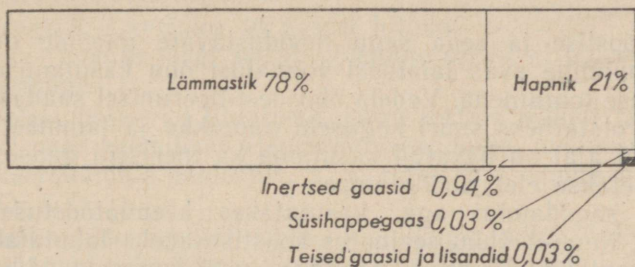 Lämmastik 78%.
Hapnik 21%
Inertsed gaasid 0,94%
Süsihappegaas 0,03%
Teised gaasid ja lisandid 0,03%